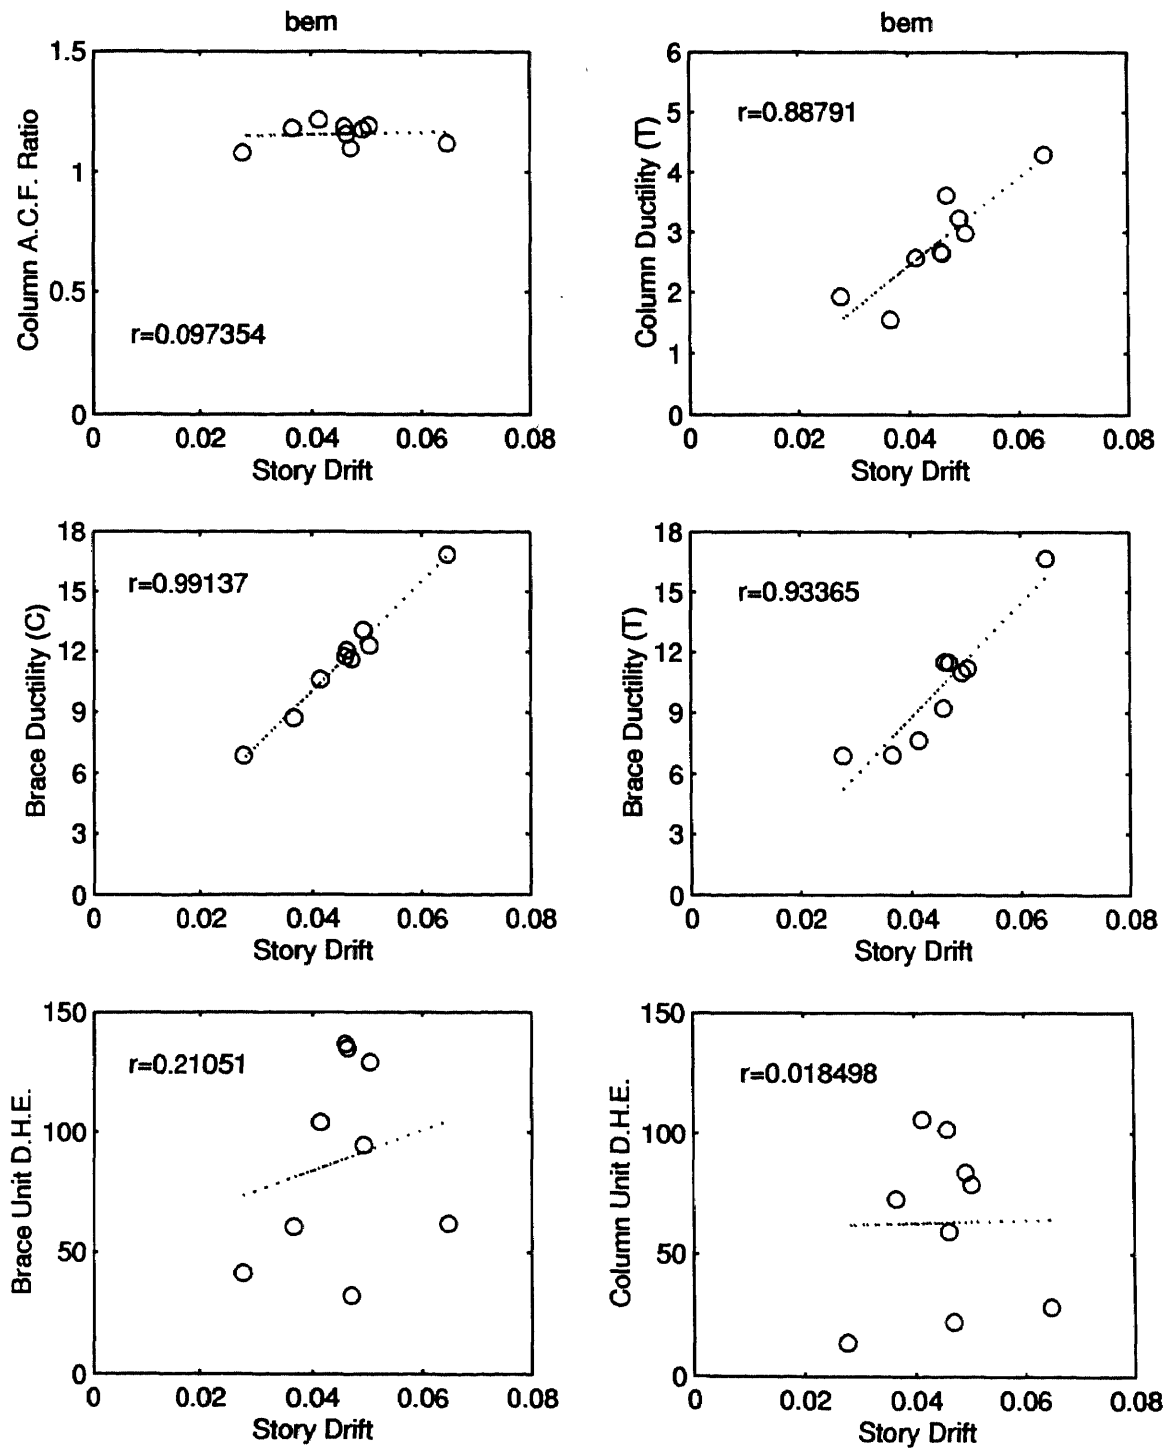 bem
1.5
1
0.5
0
Column A.C.F. Ratio
r=0.097354
0 0.02 0.04 0.06 0.08
Story Drift
bem
6
5
4
3
2
1
0
Column Ductility (T)
r=0.88791
0 0.02 0.04 0.06 0.08
Story Drift
18
15
12
9
6
3
0
Brace Ductility (C)
r=0.99137
0 0.02 0.04 0.06 0.08
Story Drift
18
15
12
9
6
3
0
Brace Ductility (T)
r=0.93365
0 0.02 0.04 0.06 0.08
Story Drift
150
100
50
0
Brace Unit D.H.E.
r=0.21051
0 0.02 0.04 0.06 0.08
Story Drift
150
100
50
0
Column Unit D.H.E.
r=0.018498
0 0.02 0.04 0.06 0.08
Story Drift